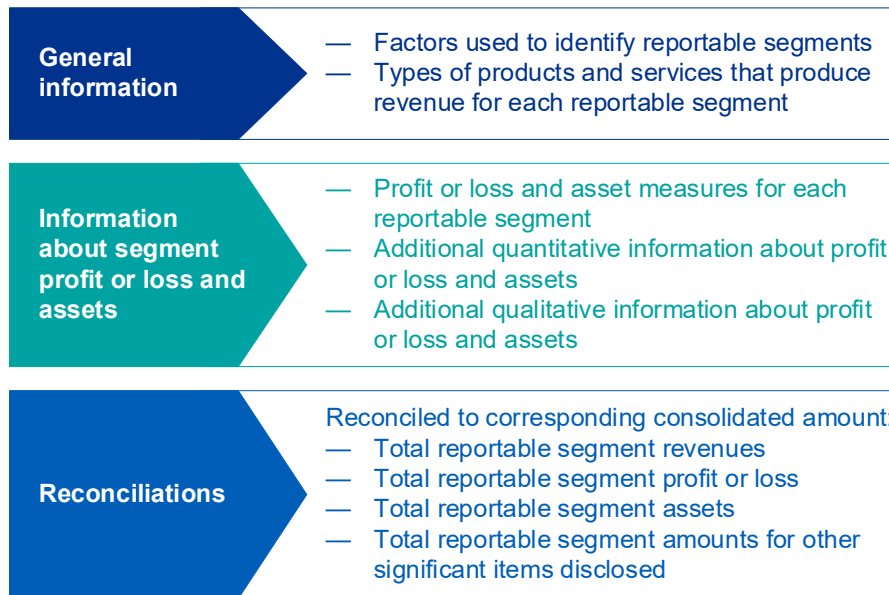 General
information
— Factors used to identify reportable segments
— Types of products and services that produce
revenue for each reportable segment
Information
about segment
profit or loss and
assets
— Profit or loss and asset measures for each
reportable segment
— Additional quantitative information about profit
or loss and assets
— Additional qualitative information about profit
or loss and assets
Reconciliations
Reconciled to corresponding consolidated amount:
— Total reportable segment revenues
— Total reportable segment profit or loss
— Total reportable segment assets
— Total reportable segment amounts for other
significant items disclosed